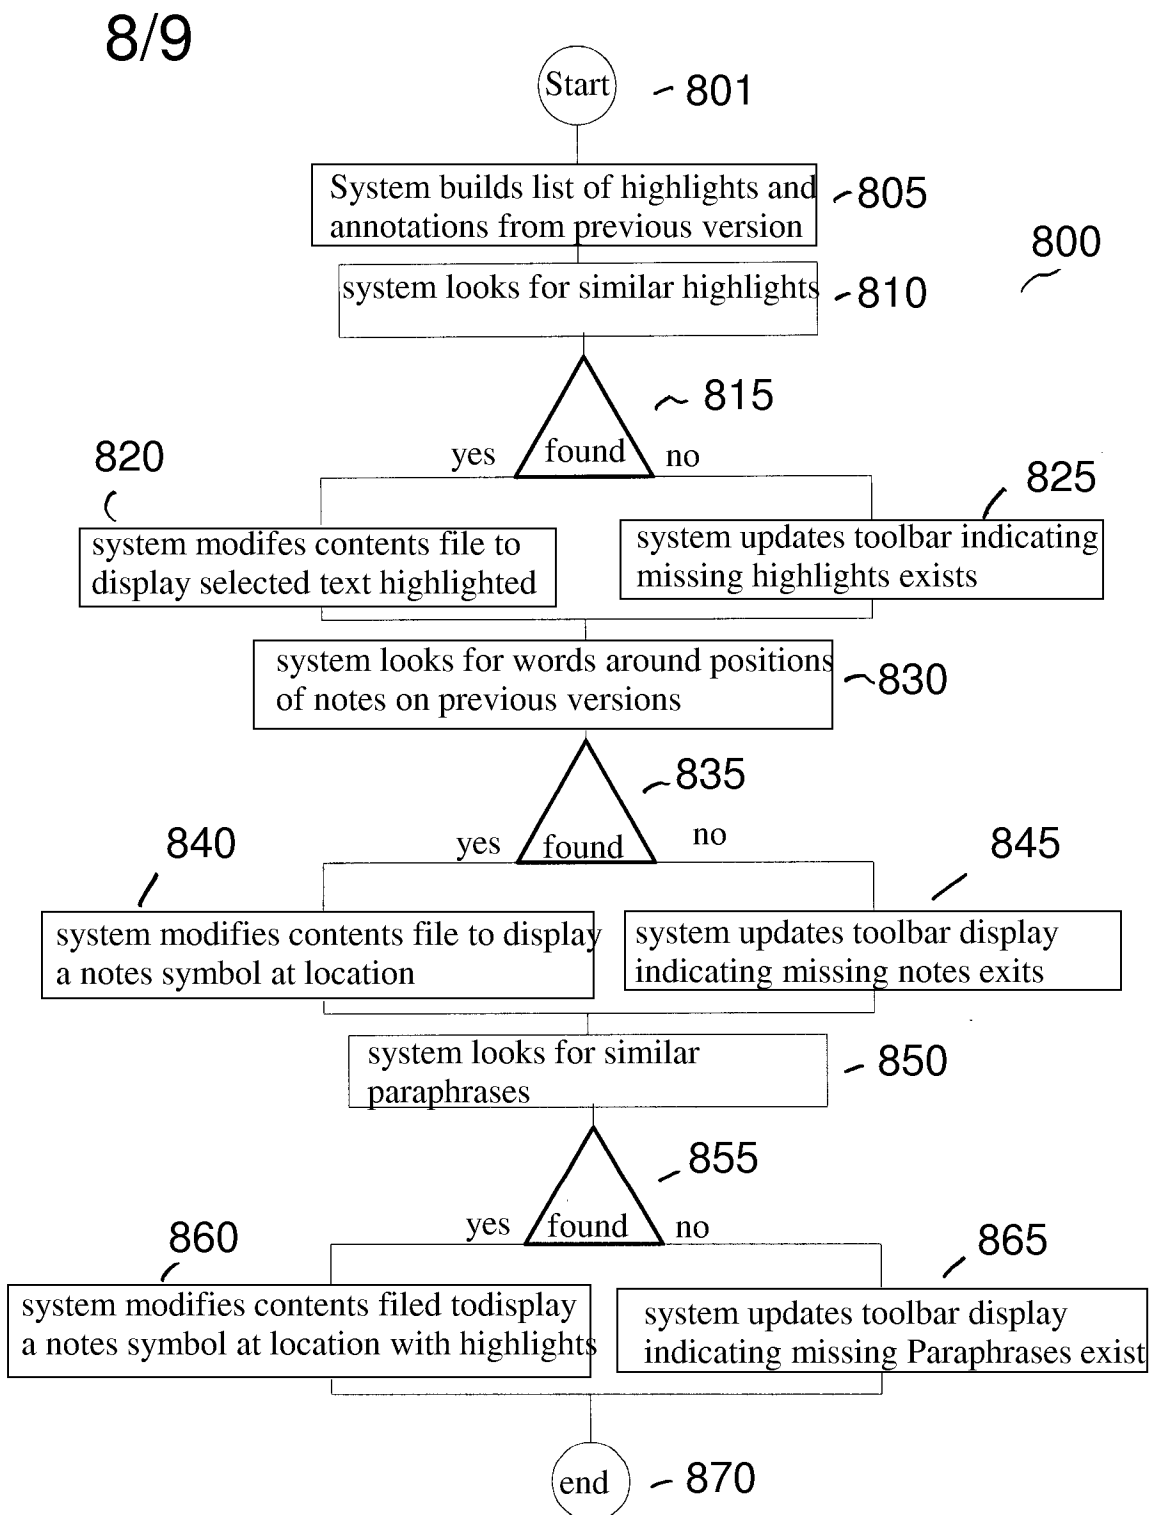 8/9
Start
801
System builds list of highlights and
annotations from previous version
805
800
system looks for similar highlights
810
815
found
yes
no
820
825
system modifes contents file to
display selected text highlighted
system updates toolbar indicating
missing highlights exists
system looks for words around positions
of notes on previous versions
830
835
found
yes
no
840
845
system modifies contents file to display
a notes symbol at location
system updates toolbar display
indicating missing notes exits
system looks for similar
paraphrases
850
855
yes
found
no
860
865
system modifies contents filed todisplay
a notes symbol at location with highlights
system updates toolbar display
indicating missing Paraphrases exist
end
870